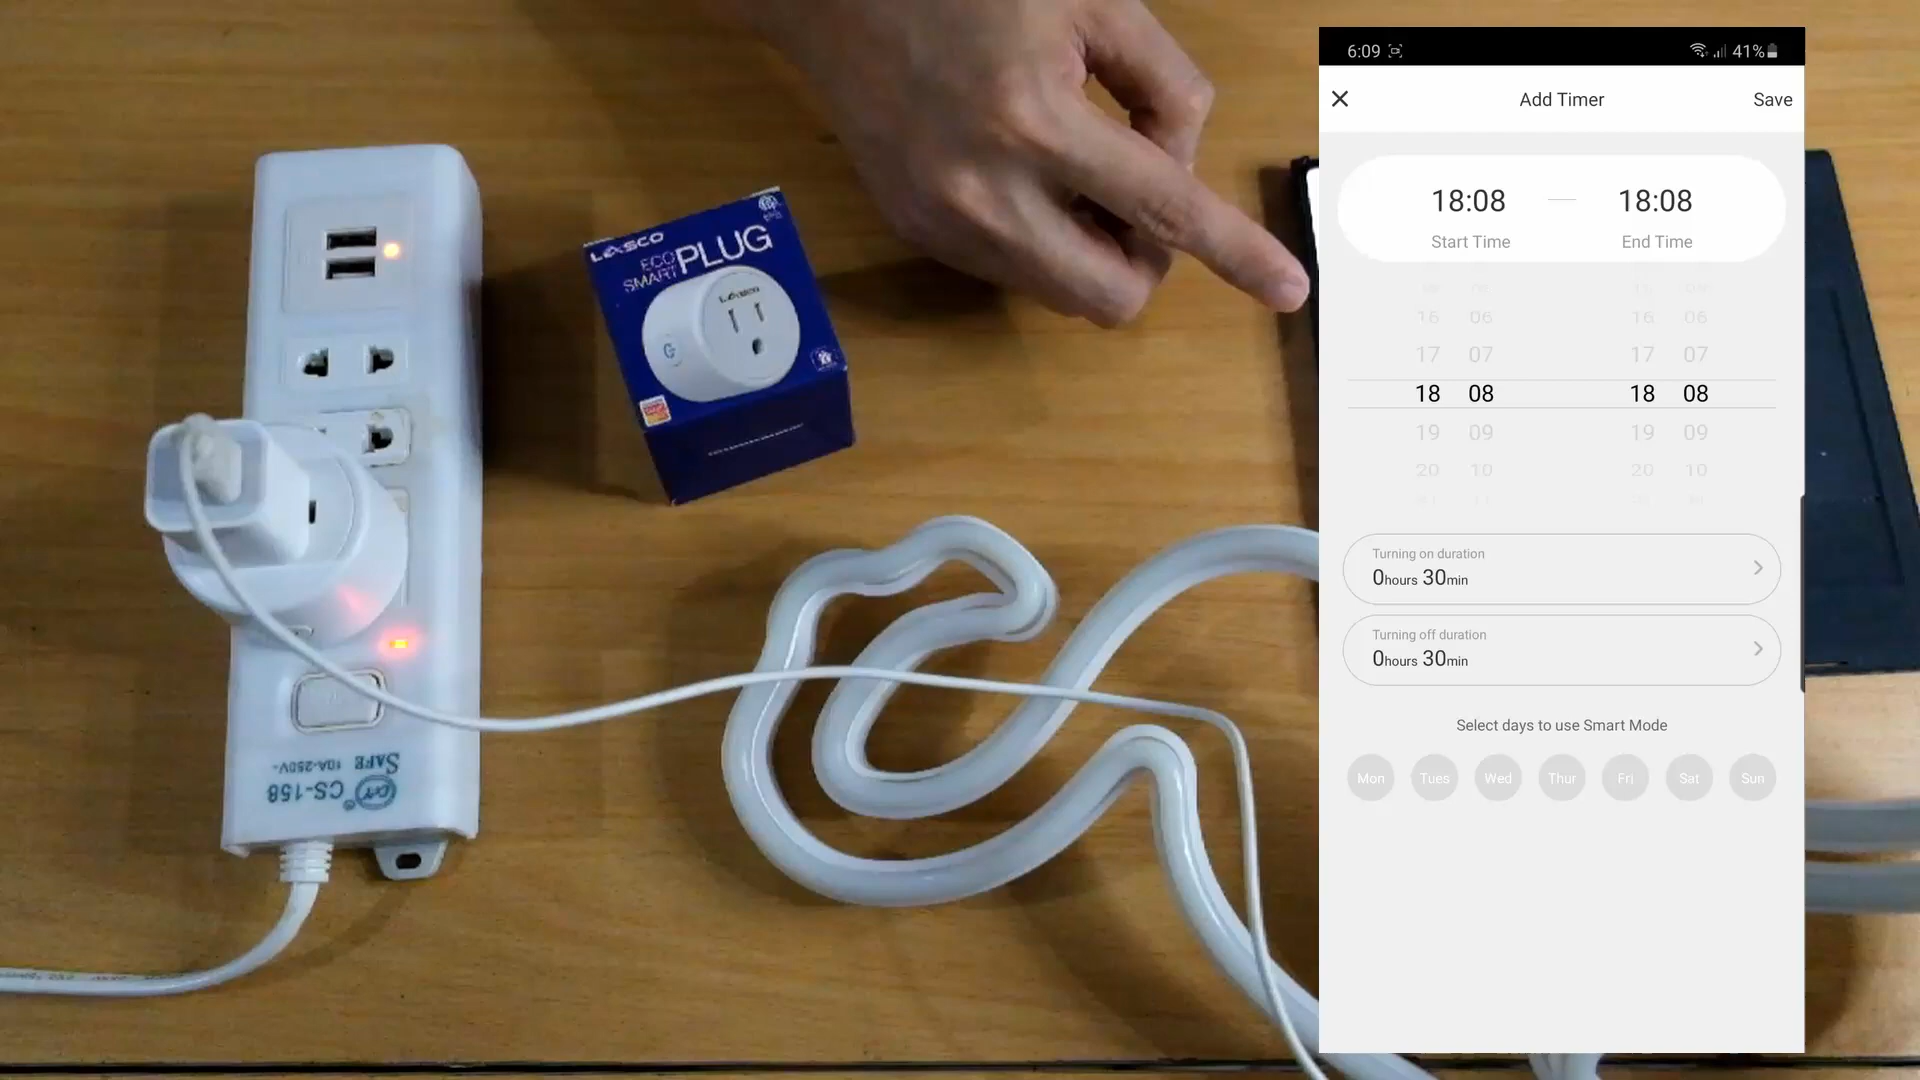 LASCO
ECO
SMART PLUG
LASCO
SAFE 10A-250V~
CS-158
6:09 41%
Add Timer Save
18:08 18:08
Start Time End Time
16 06 16 06
17 07 17 07
18 08 18 08
19 09 19 09
20 10 20 10
Turning on duration
0hours 30min
Turning off duration
0hours 30min
Select days to use Smart Mode
Mon Tues Wed Thur Fri Sat Sun